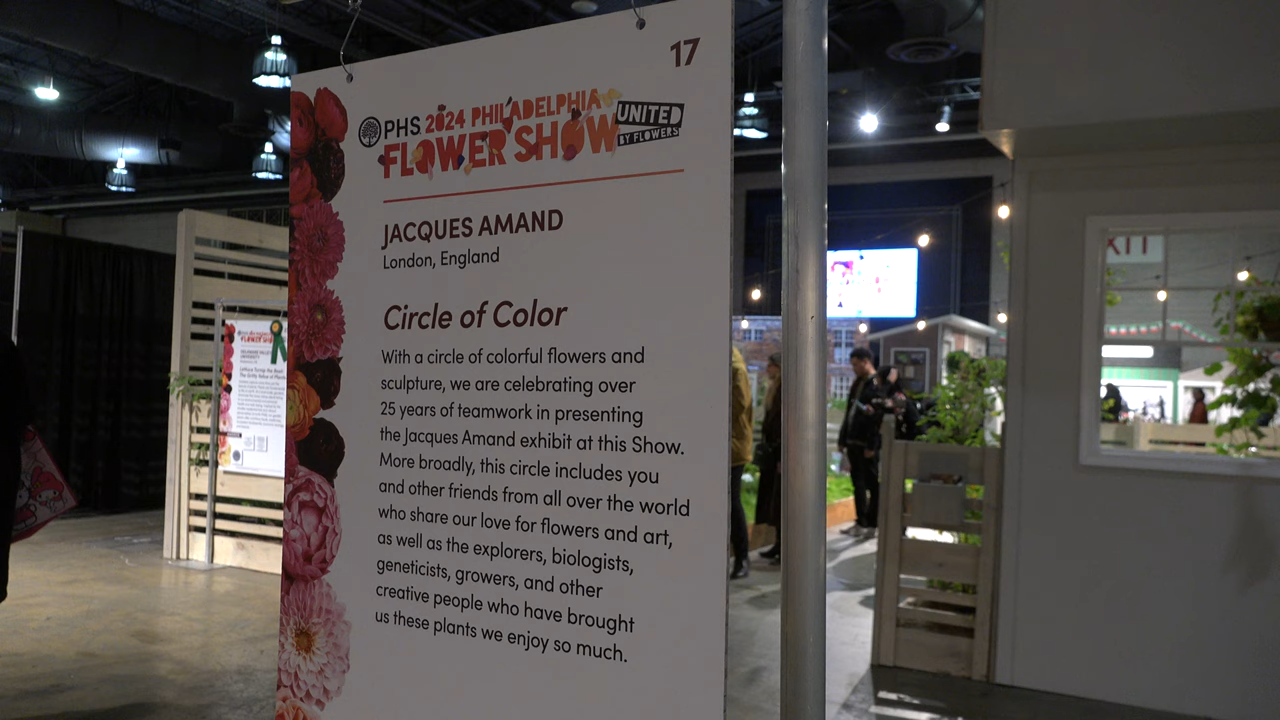 17
PHS 2024 PHILADELPHIA
FLOWER SHOW
UNITED
BY FLOWERS
JACQUES AMAND
London, England
Circle of Color
With a circle of colorful flowers and
sculpture, we are celebrating over
25 years of teamwork in presenting
the Jacques Amand exhibit at this Show.
More broadly, this circle includes you
and other friends from all over the world
who share our love for flowers and art,
as well as the explorers, biologists,
geneticists, growers, and other
creative people who have brought
us these plants we enjoy so much.